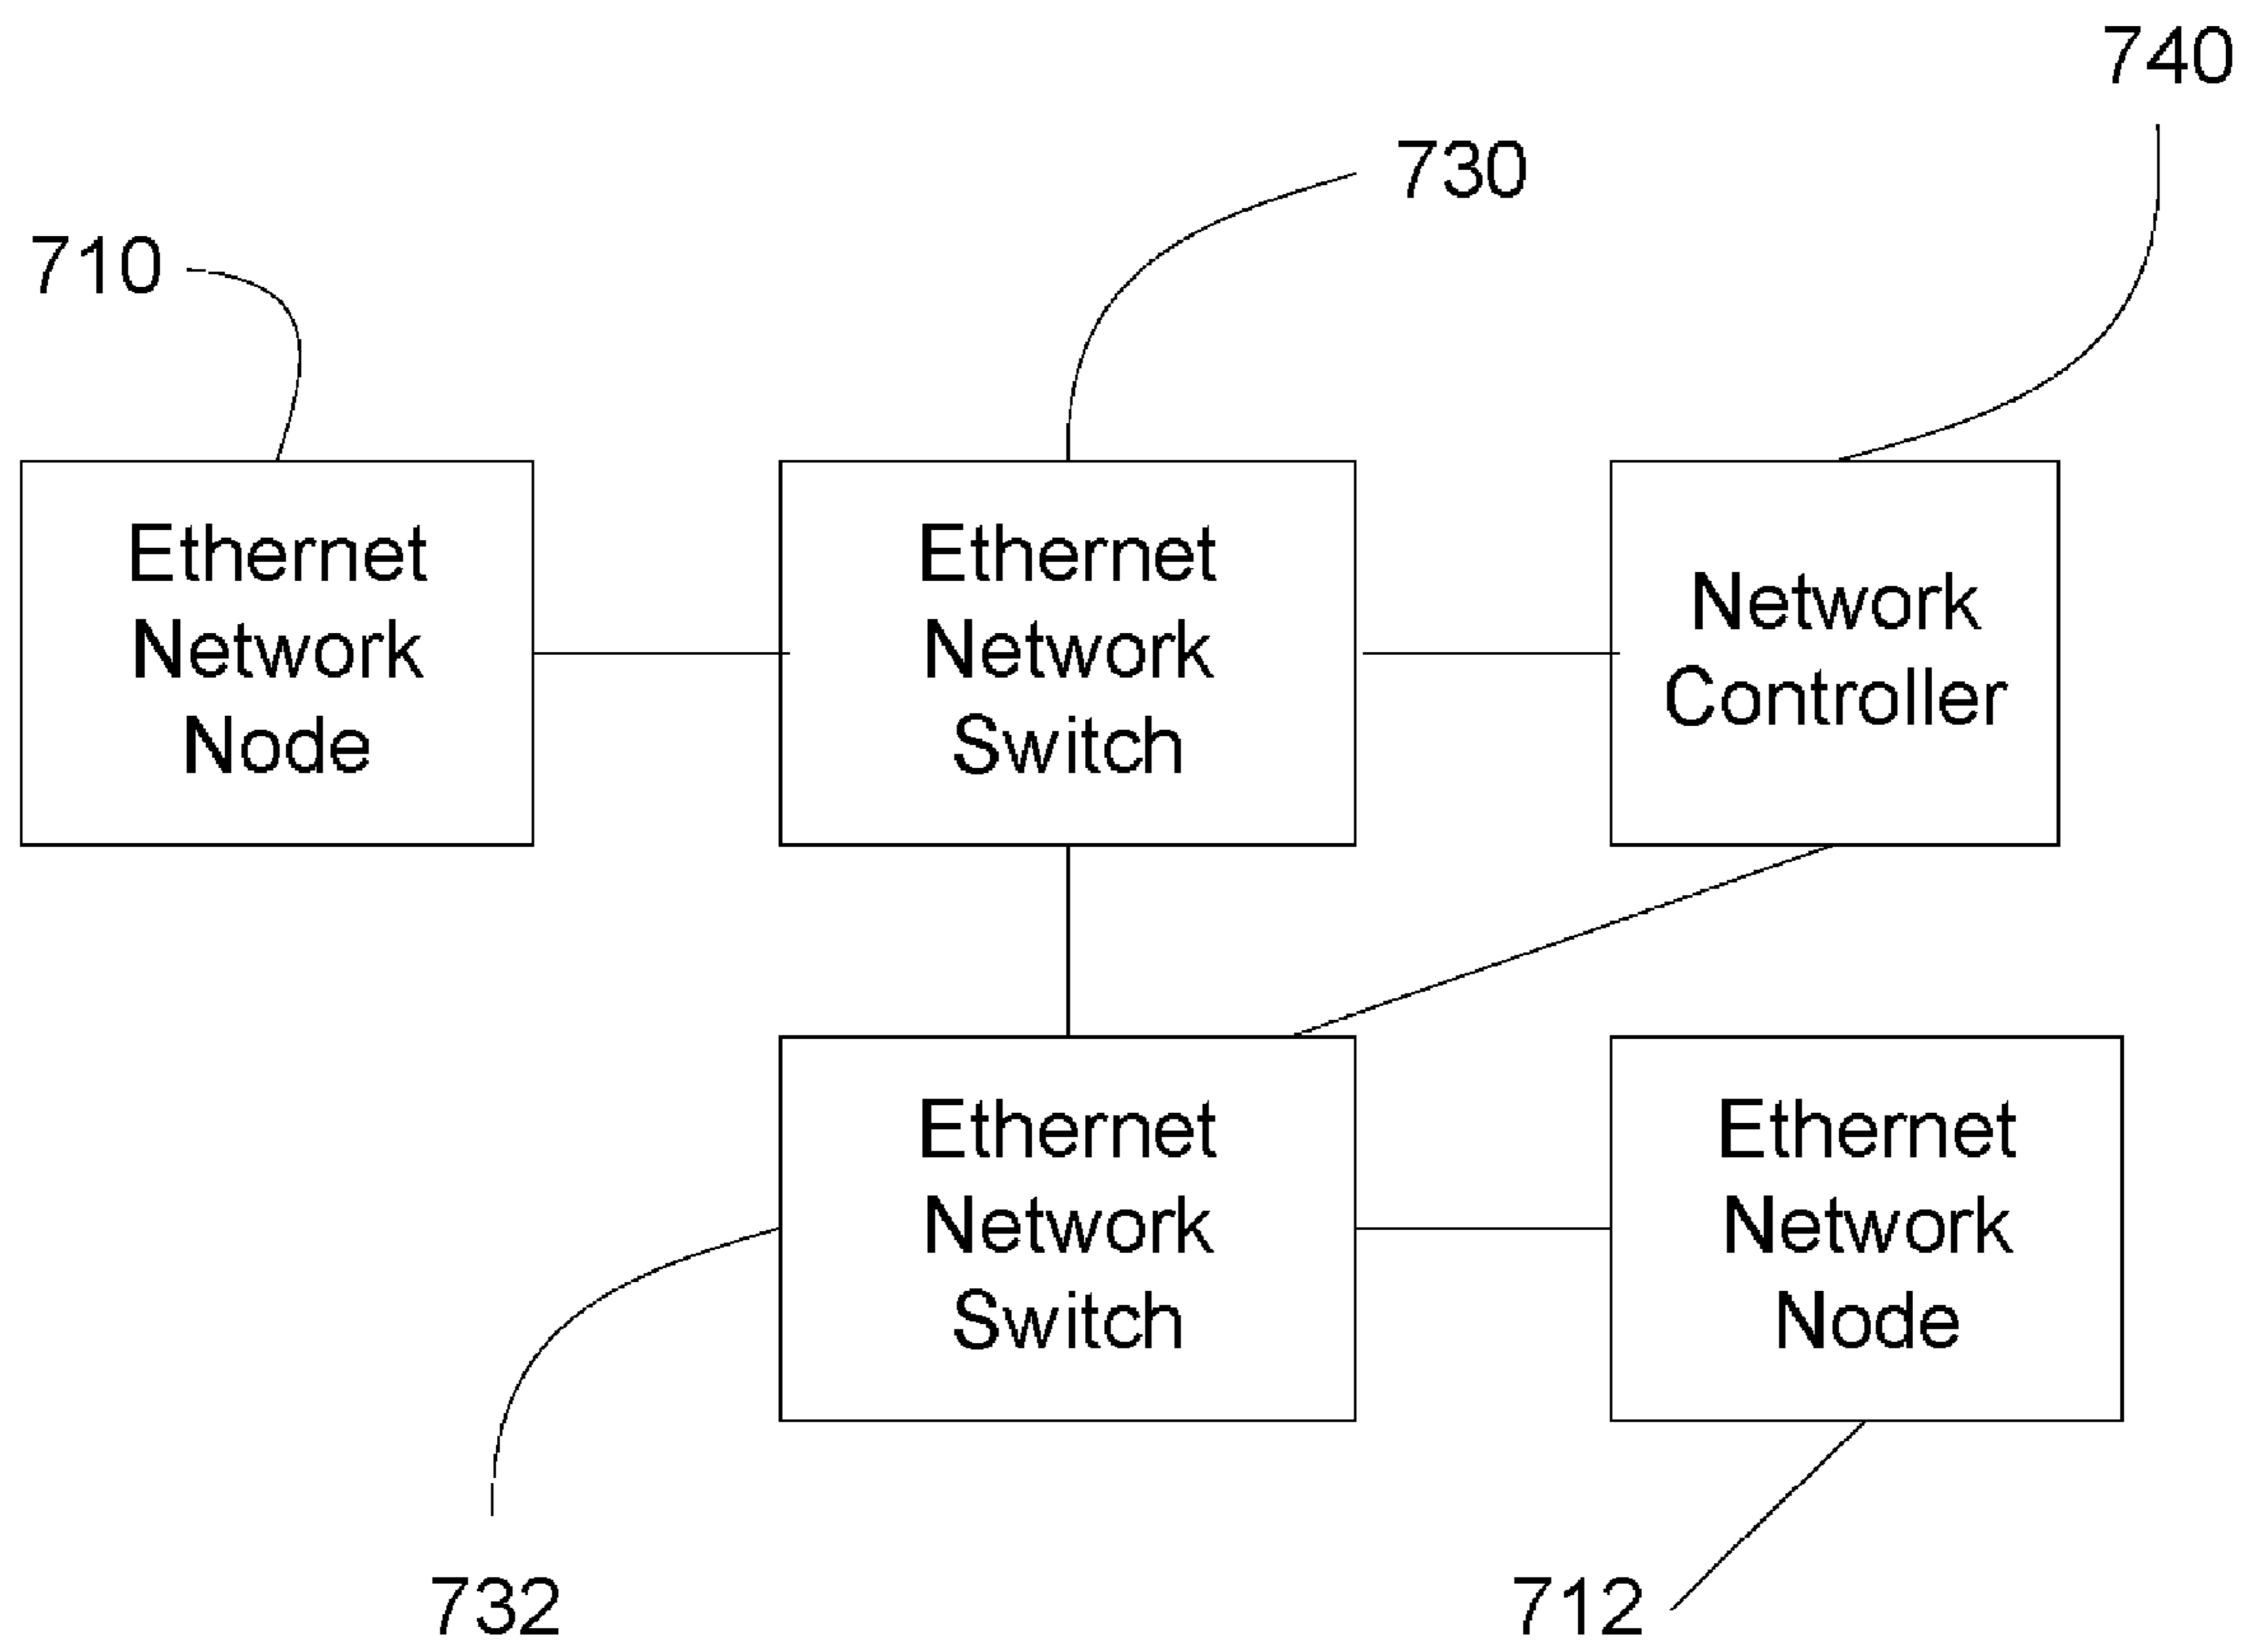 740
730
710
Ethernet
Network
Node
Ethernet
Network
Switch
Network
Controller
Ethernet
Network
Switch
Ethernet
Network
Node
732
712